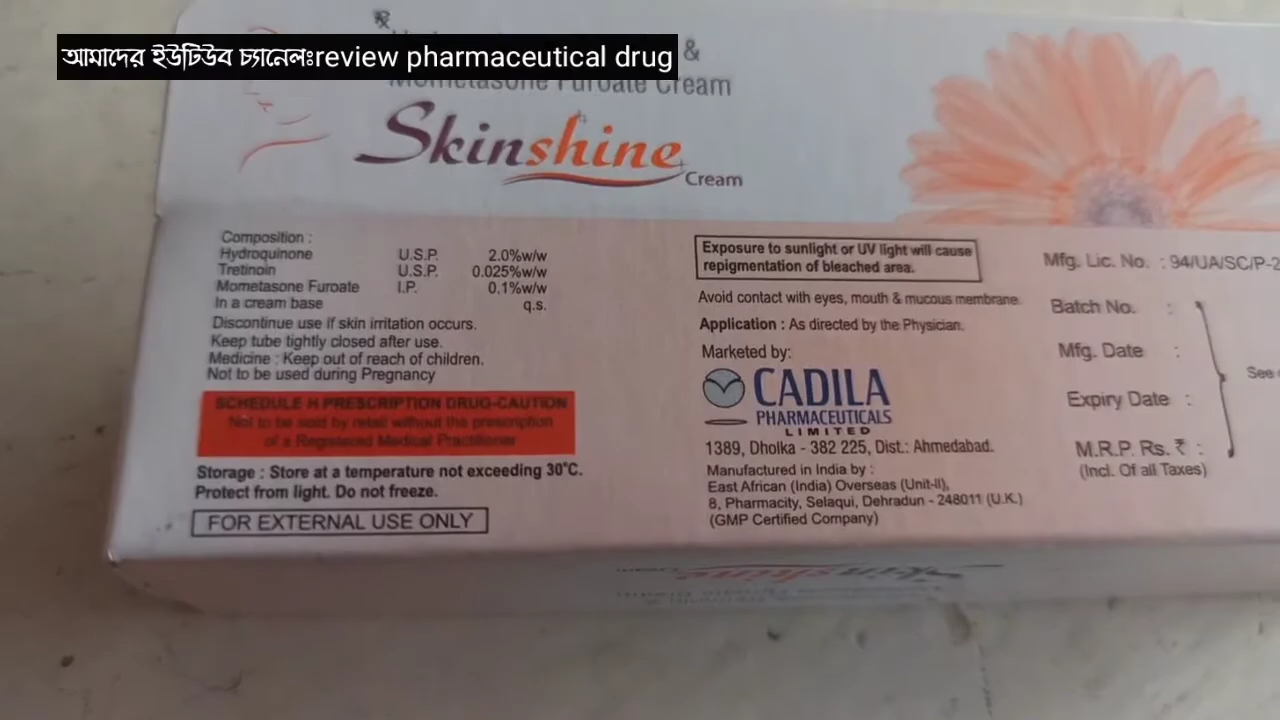 আমাদের ইউটিউব চ্যানেলঃreview pharmaceutical drug
&
Mometasone Furoate Cream
Skinshine
Cream
Composition :
Hydroquinone U.S.P. 2.0%w/w
Tretinoin U.S.P. 0.025%w/w
Mometasone Furoate I.P. 0.1%w/w
In a cream base q.s.
Discontinue use if skin irritation occurs.
Keep tube tightly closed after use.
Medicine : Keep out of reach of children.
Not to be used during Pregnancy
SCHEDULE H PRESCRIPTION DRUG-CAUTION
Not to be sold by retail without the prescription
of a Registered Medical Practitioner
Storage : Store at a temperature not exceeding 30°C.
Protect from light. Do not freeze.
FOR EXTERNAL USE ONLY
Exposure to sunlight or UV light will cause
repigmentation of bleached area.
Avoid contact with eyes, mouth & mucous membrane.
Application : As directed by the Physician.
Marketed by:
CADILA
PHARMACEUTICALS
LIMITED
1389, Dholka - 382 225, Dist.: Ahmedabad.
Manufactured in India by :
East African (India) Overseas (Unit-II),
8, Pharmacity, Selaqui, Dehradun - 248011 (U.K.)
(GMP Certified Company)
Mfg. Lic. No. : 94/UA/SC/P-2
Batch No. :
Mfg. Date :
Expiry Date :
M.R.P. Rs. ₹ :
(Incl. Of all Taxes)
See
Skinshine